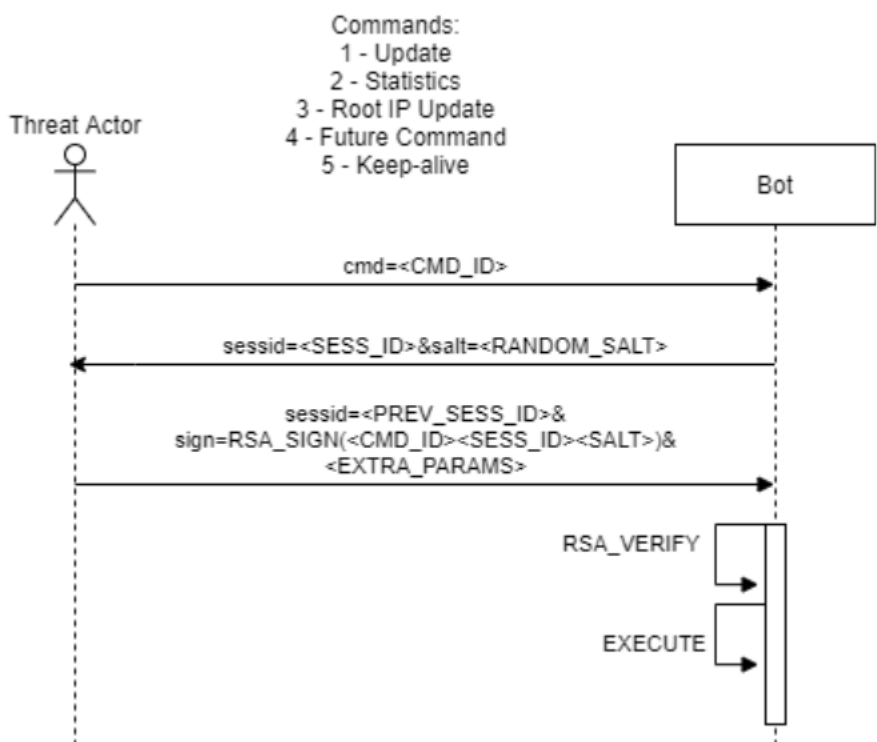 Commands:
1 - Update
2 - Statistics
3 - Root IP Update
4 - Future Command
5 - Keep-alive
Threat Actor
Bot
cmd=<CMD_ID>
sessid=<SESS_ID>&salt=<RANDOM_SALT>
sessid=<PREV_SESS_ID>&
sign=RSA_SIGN(<CMD_ID><SESS_ID><SALT>)&
<EXTRA_PARAMS>
RSA_VERIFY
EXECUTE